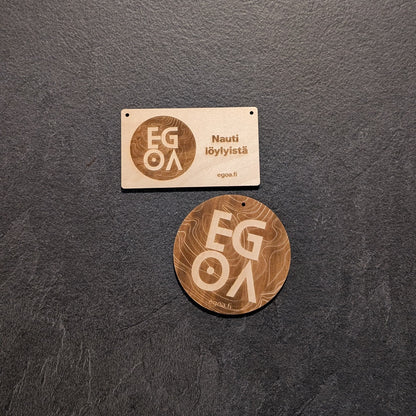 EG
OA
Nauti
löylyistä
egoa.fi
EG
OA
egoa.fi